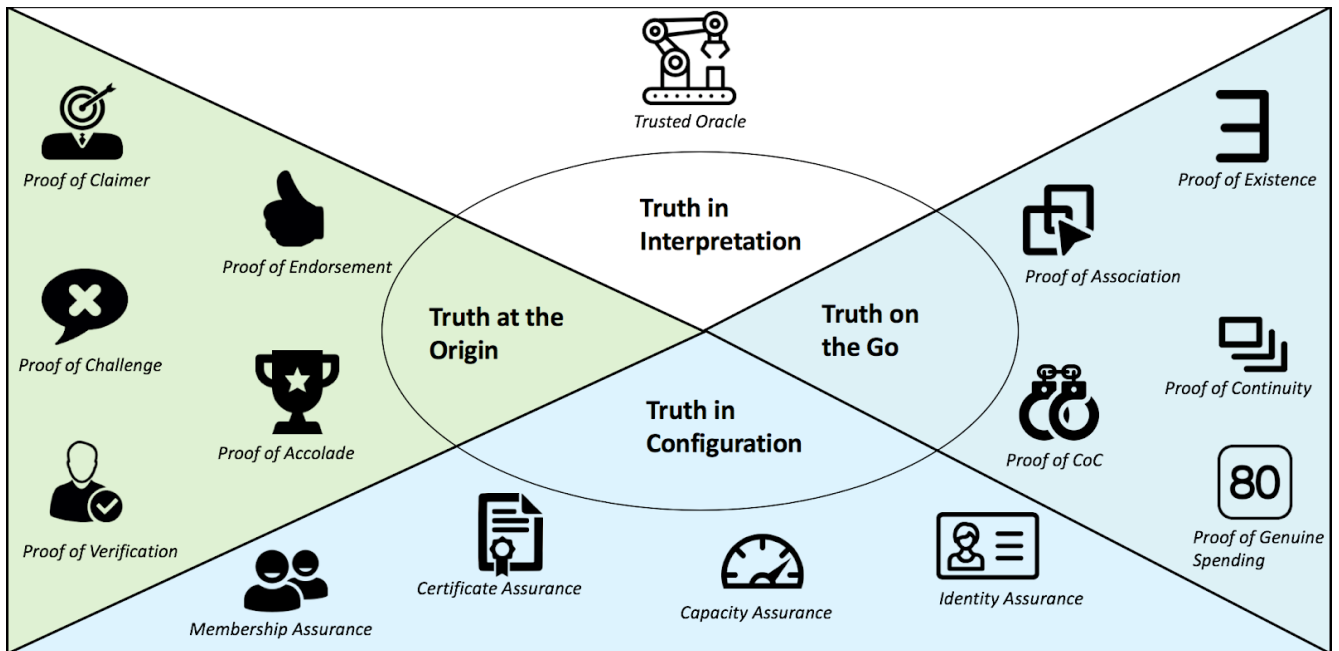 Trusted Oracle
Proof of Claimer
Proof of Endorsement
Proof of Challenge
Proof of Accolade
Proof of Verification
Truth in
Interpretation
Truth at the
Origin
Truth on
the Go
Truth in
Configuration
Proof of Existence
Proof of Association
Proof of Continuity
Proof of CoC
80
Proof of Genuine
Spending
Membership Assurance
Certificate Assurance
Capacity Assurance
Identity Assurance